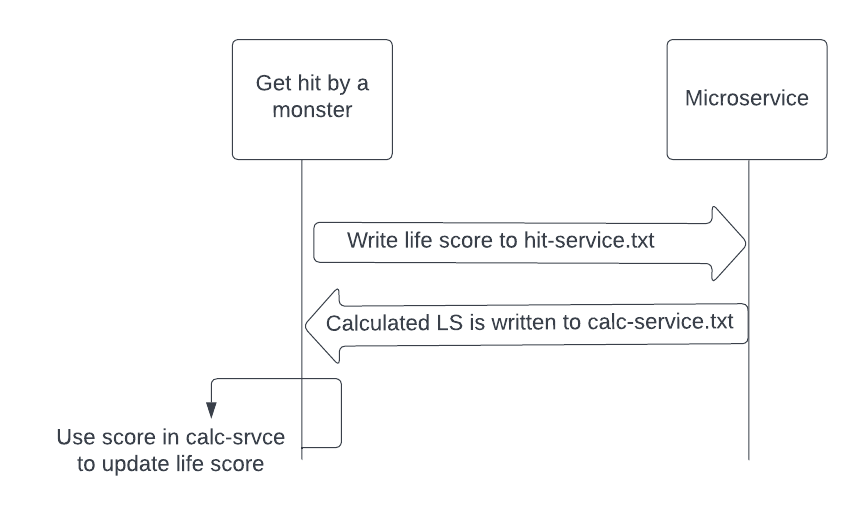 Get hit by a
monster
Microservice
Write life score to hit-service.txt
Calculated LS is written to calc-service.txt
Use score in calc-srvce
to update life score